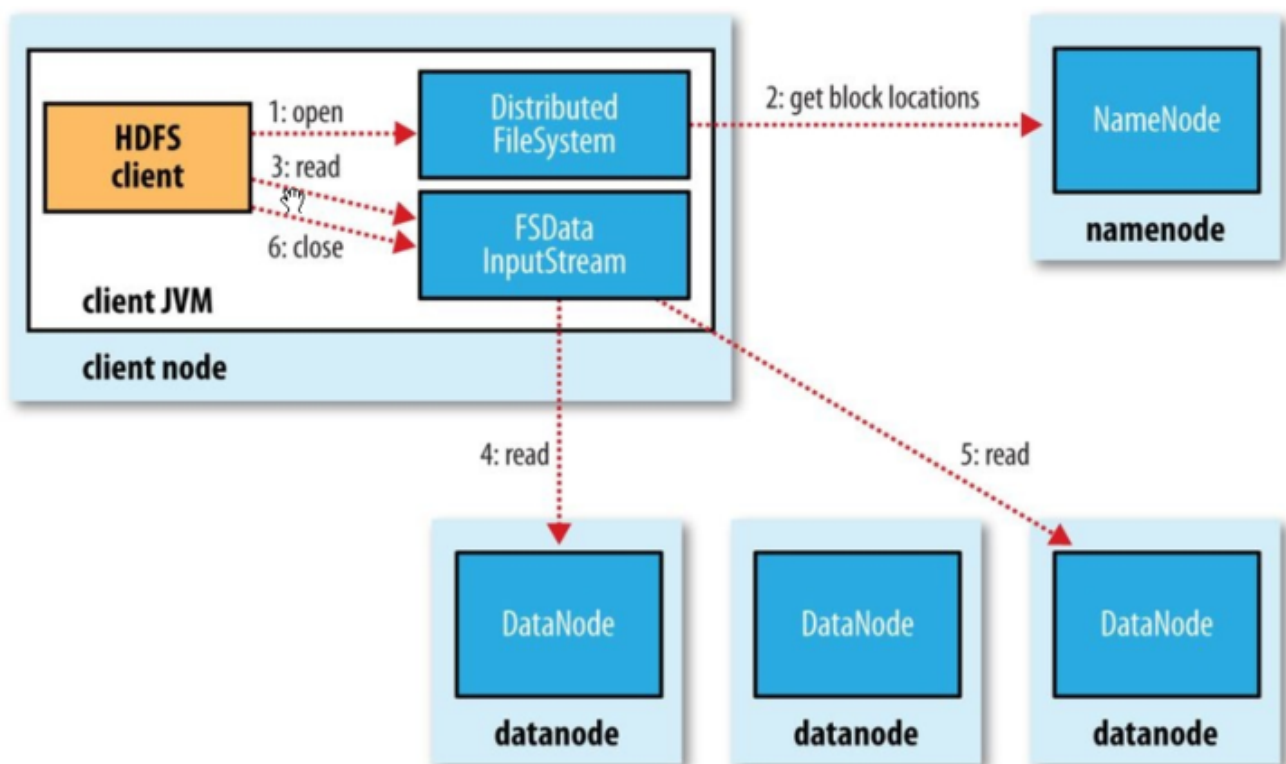 HDFS
client
1: open
3: read
6: close
Distributed
FileSystem
FSData
InputStream
client JVM
client node
2: get block locations
NameNode
namenode
4: read
5: read
DataNode
datanode
DataNode
datanode
DataNode
datanode